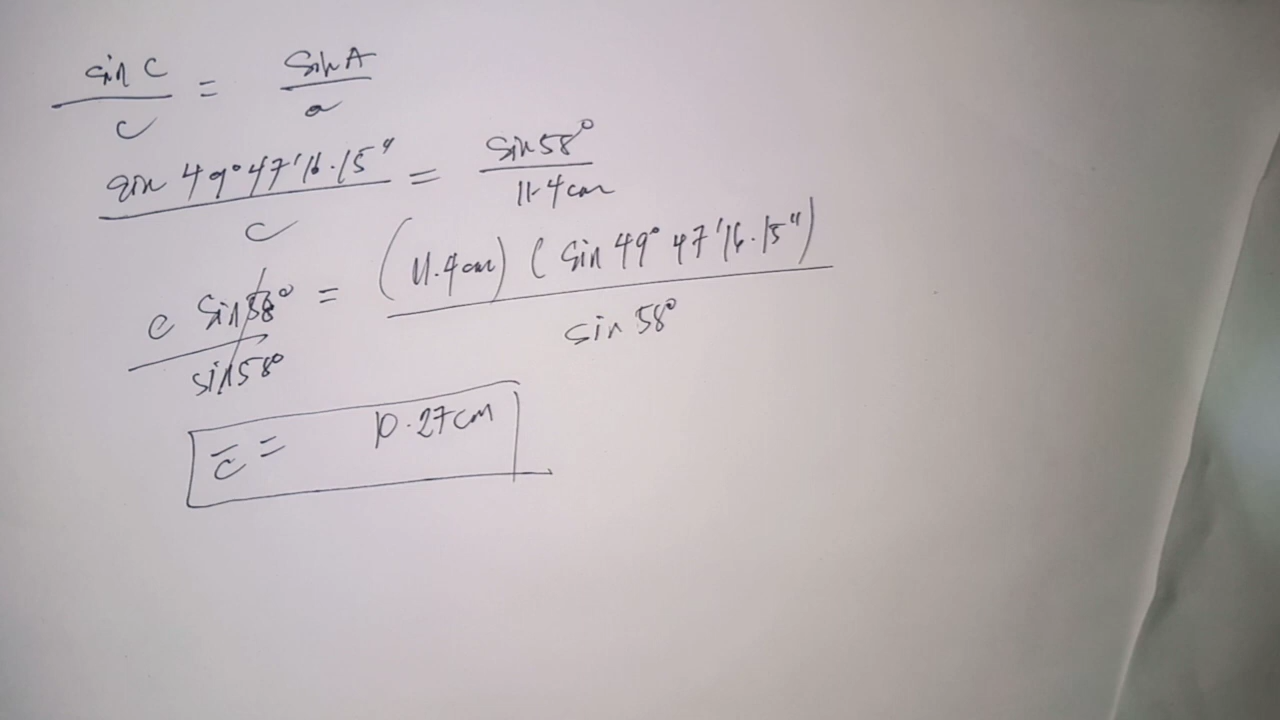 sin C / c = sin A / a
sin 49°47'16.15" / c = sin 58° / 11.4cm
c sin 58° / sin 58° = (11.4cm) (sin 49° 47' 16.15") / sin 58°
c = 10.27cm